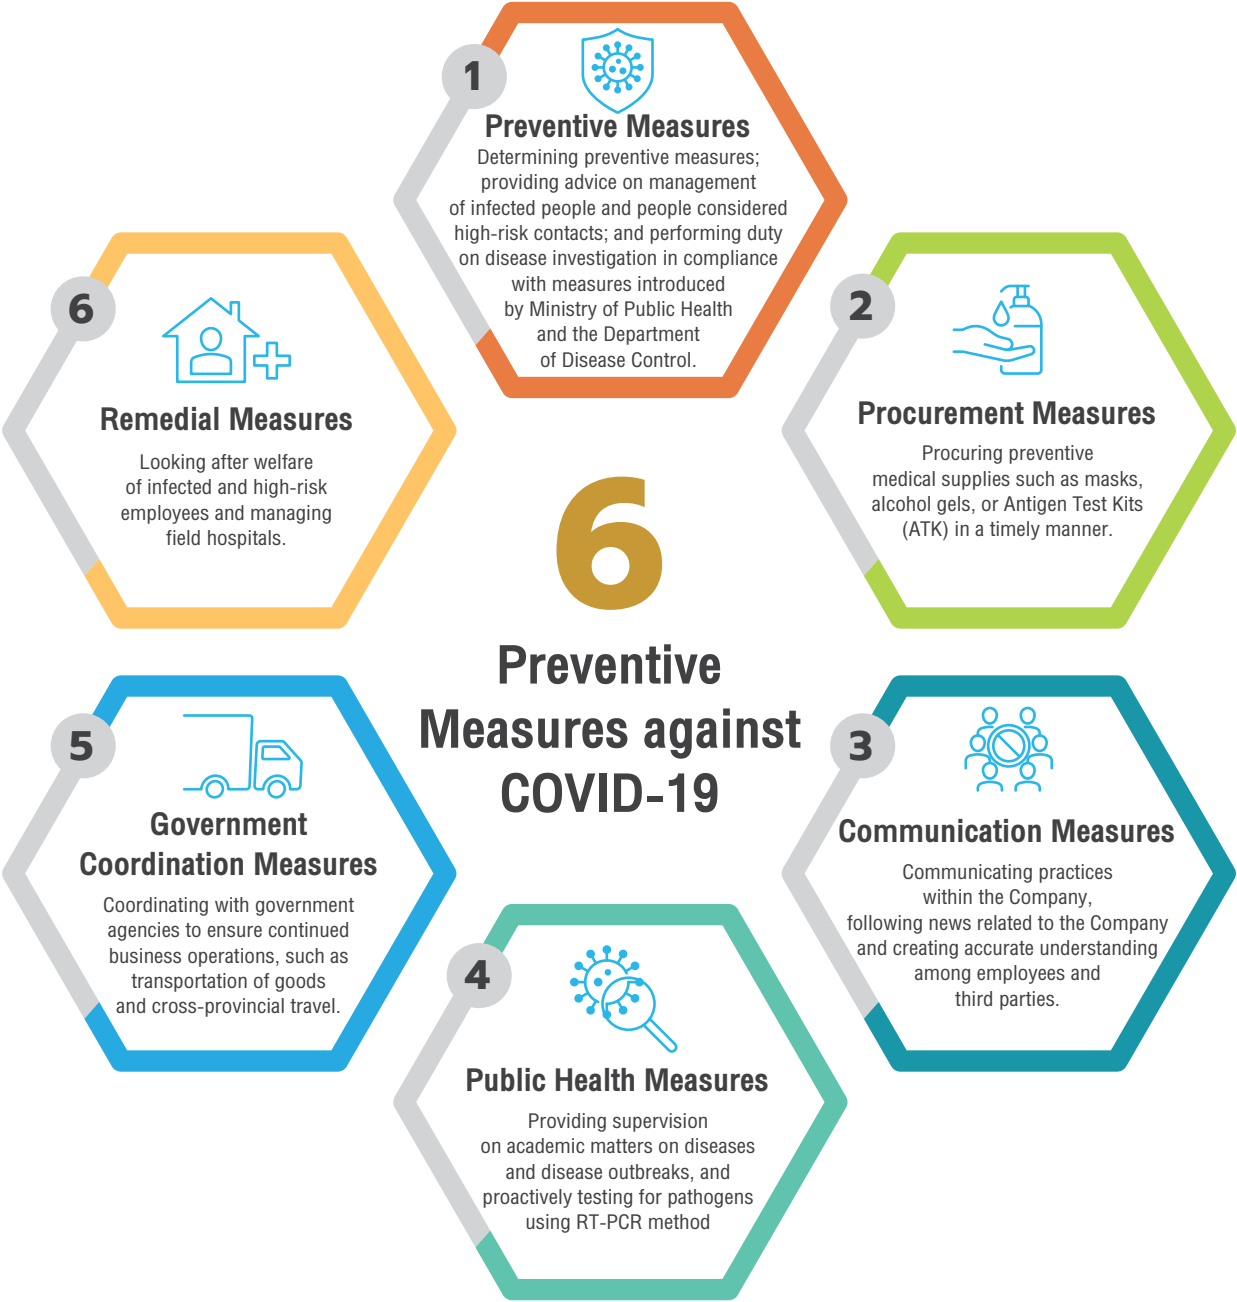 6
Preventive
Measures against
COVID-19
1
Preventive Measures
Determining preventive measures;
providing advice on management
of infected people and people considered
high-risk contacts; and performing duty
on disease investigation in compliance
with measures introduced
by Ministry of Public Health
and the Department
of Disease Control.
2
Procurement Measures
Procuring preventive
medical supplies such as masks,
alcohol gels, or Antigen Test Kits
(ATK) in a timely manner.
3
Communication Measures
Communicating practices
within the Company,
following news related to the Company
and creating accurate understanding
among employees and
third parties.
4
Public Health Measures
Providing supervision
on academic matters on diseases
and disease outbreaks, and
proactively testing for pathogens
using RT-PCR method
5
Government
Coordination Measures
Coordinating with government
agencies to ensure continued
business operations, such as
transportation of goods
and cross-provincial travel.
6
Remedial Measures
Looking after welfare
of infected and high-risk
employees and managing
field hospitals.